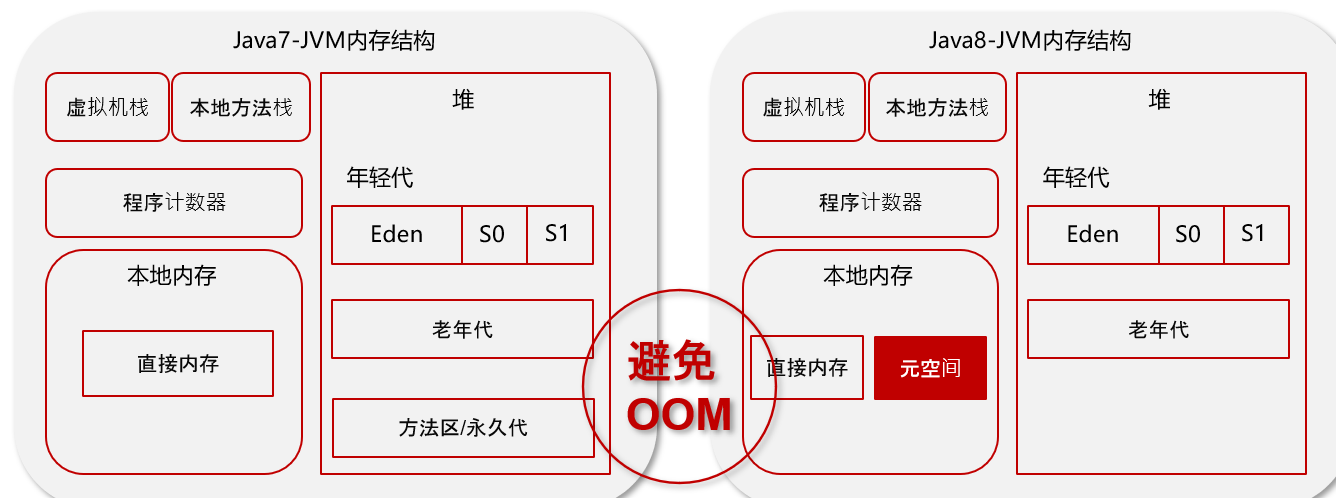 Java7-JVM内存结构
虚拟机栈
本地方法栈
堆
年轻代
程序计数器
Eden
S0
S1
本地内存
老年代
直接内存
方法区/永久代
避免
OOM
Java8-JVM内存结构
虚拟机栈
本地方法栈
堆
年轻代
程序计数器
Eden
S0
S1
本地内存
老年代
直接内存
元空间